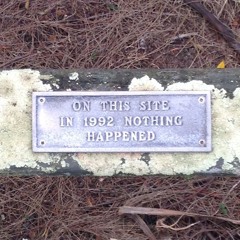 ON THIS SITE
IN 1992 NOTHING
HAPPENED